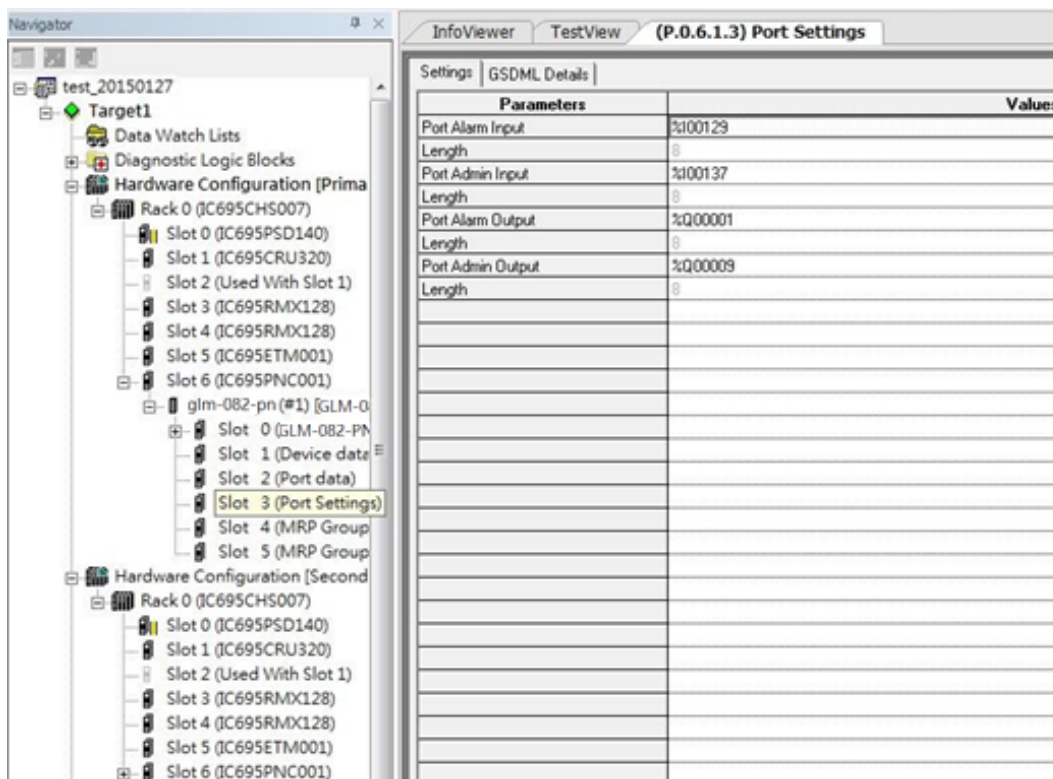 Navigator
test_20150127
Target1
Data Watch Lists
Diagnostic Logic Blocks
Hardware Configuration [Prima
Rack 0 (IC695CHS007)
Slot 0 (IC695PSD140)
Slot 1 (IC695CRU320)
Slot 2 (Used With Slot 1)
Slot 3 (IC695RMX128)
Slot 4 (IC695RMX128)
Slot 5 (IC695ETM001)
Slot 6 (IC695PNC001)
glm-082-pn (#1) [GLM-0
Slot 0 (GLM-082-PN
Slot 1 (Device data
Slot 2 (Port data)
Slot 3 (Port Settings)
Slot 4 (MRP Group
Slot 5 (MRP Group
Hardware Configuration [Second
Rack 0 (IC695CHS007)
Slot 0 (IC695PSD140)
Slot 1 (IC695CRU320)
Slot 2 (Used With Slot 1)
Slot 3 (IC695RMX128)
Slot 4 (IC695RMX128)
Slot 5 (IC695ETM001)
Slot 6 (IC695PNC001)
InfoViewer TestView (P.0.6.1.3) Port Settings
Settings GSDML Details
Parameters Values
Port Alarm Input %I00129
Length 8
Port Admin Input %I00137
Length 8
Port Alarm Output %Q00001
Length 8
Port Admin Output %Q00009
Length 8